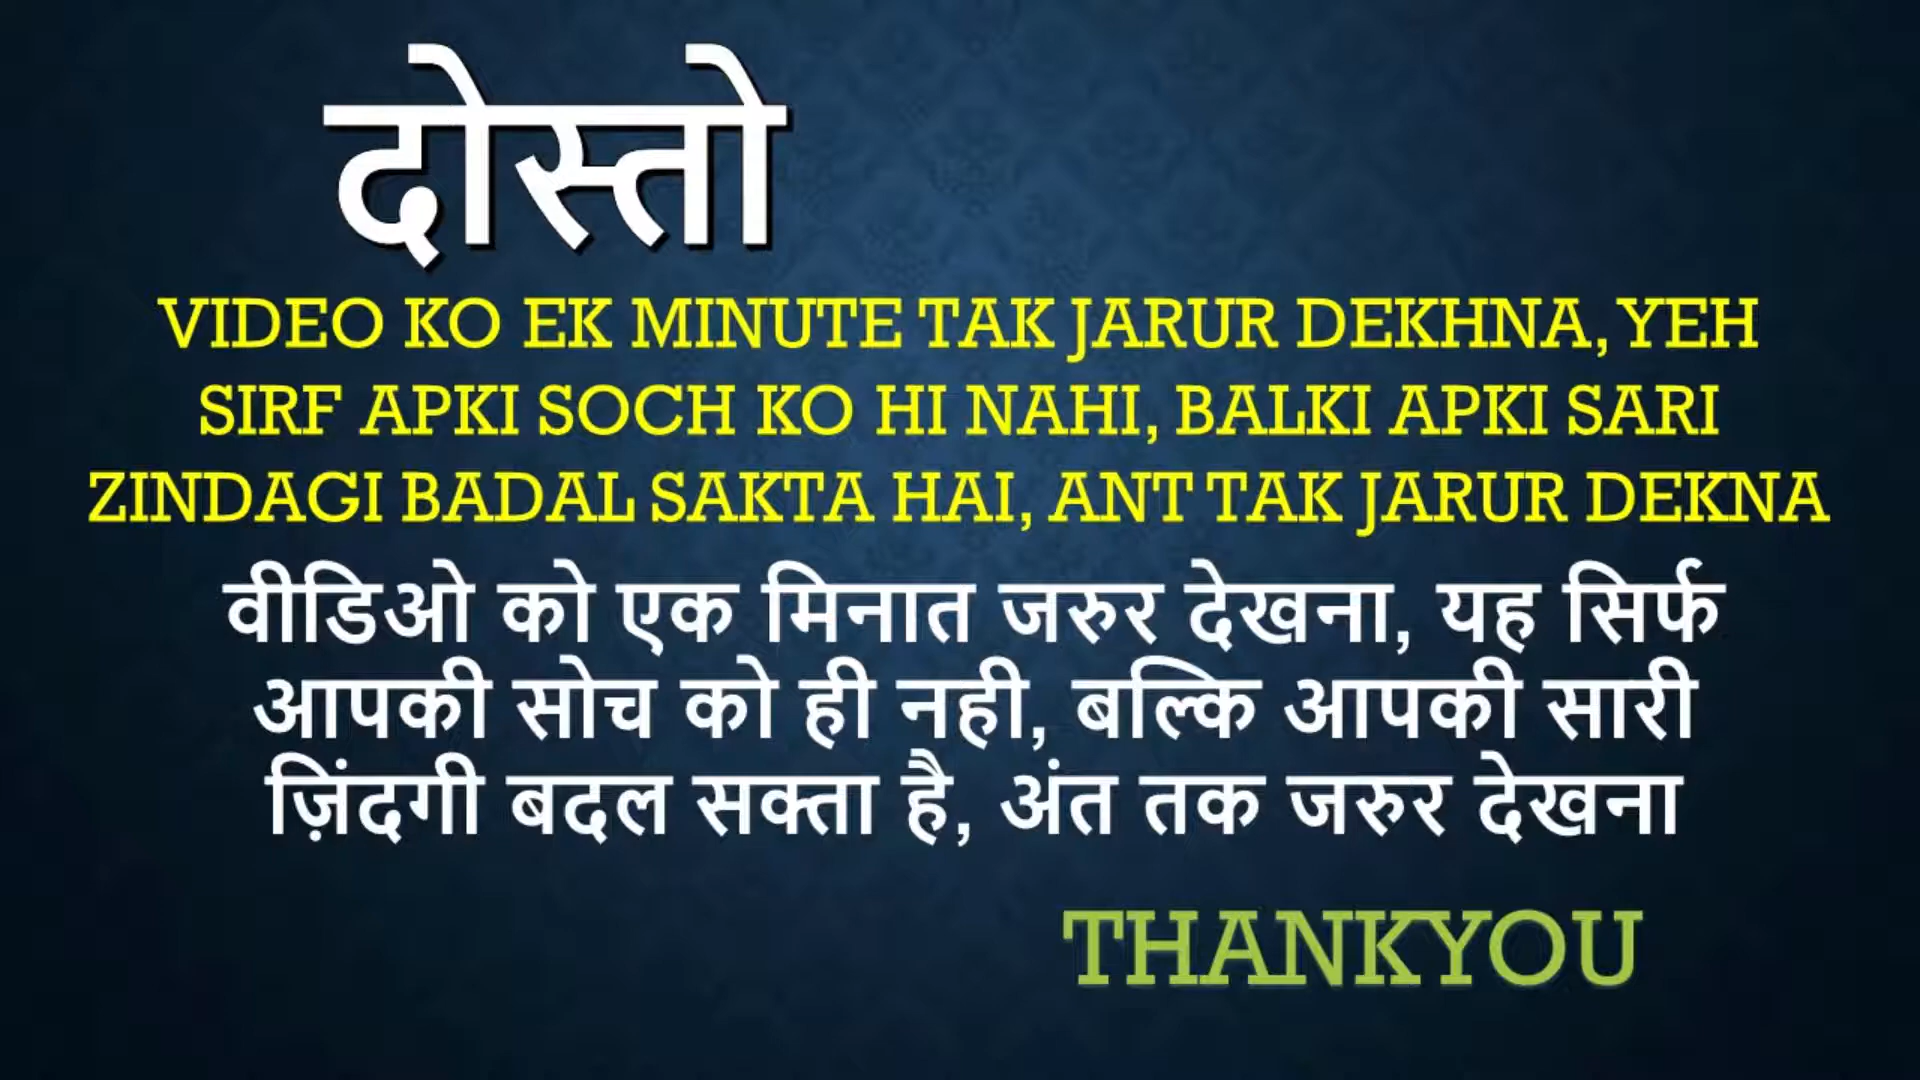 दोस्तो
VIDEO KO EK MINUTE TAK JARUR DEKHNA, YEH
SIRF APKI SOCH KO HI NAHI, BALKI APKI SARI
ZINDAGI BADAL SAKTA HAI, ANT TAK JARUR DEKNA
वीडिओ को एक मिनात जरुर देखना, यह सिर्फ
आपकी सोच को ही नही, बल्कि आपकी सारी
ज़िंदगी बदल सक्ता है, अंत तक जरुर देखना
THANKYOU